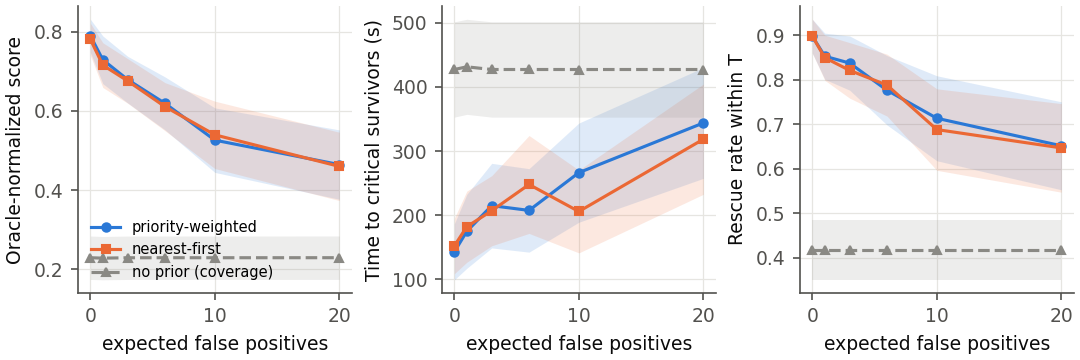 Oracle-normalized score
0.8
0.6
0.4
0.2
priority-weighted
nearest-first
no prior (coverage)
0
10
20
expected false positives
Time to critical survivors (s)
500
400
300
200
100
0
10
20
expected false positives
Rescue rate within T
0.9
0.8
0.7
0.6
0.5
0.4
0
10
20
expected false positives